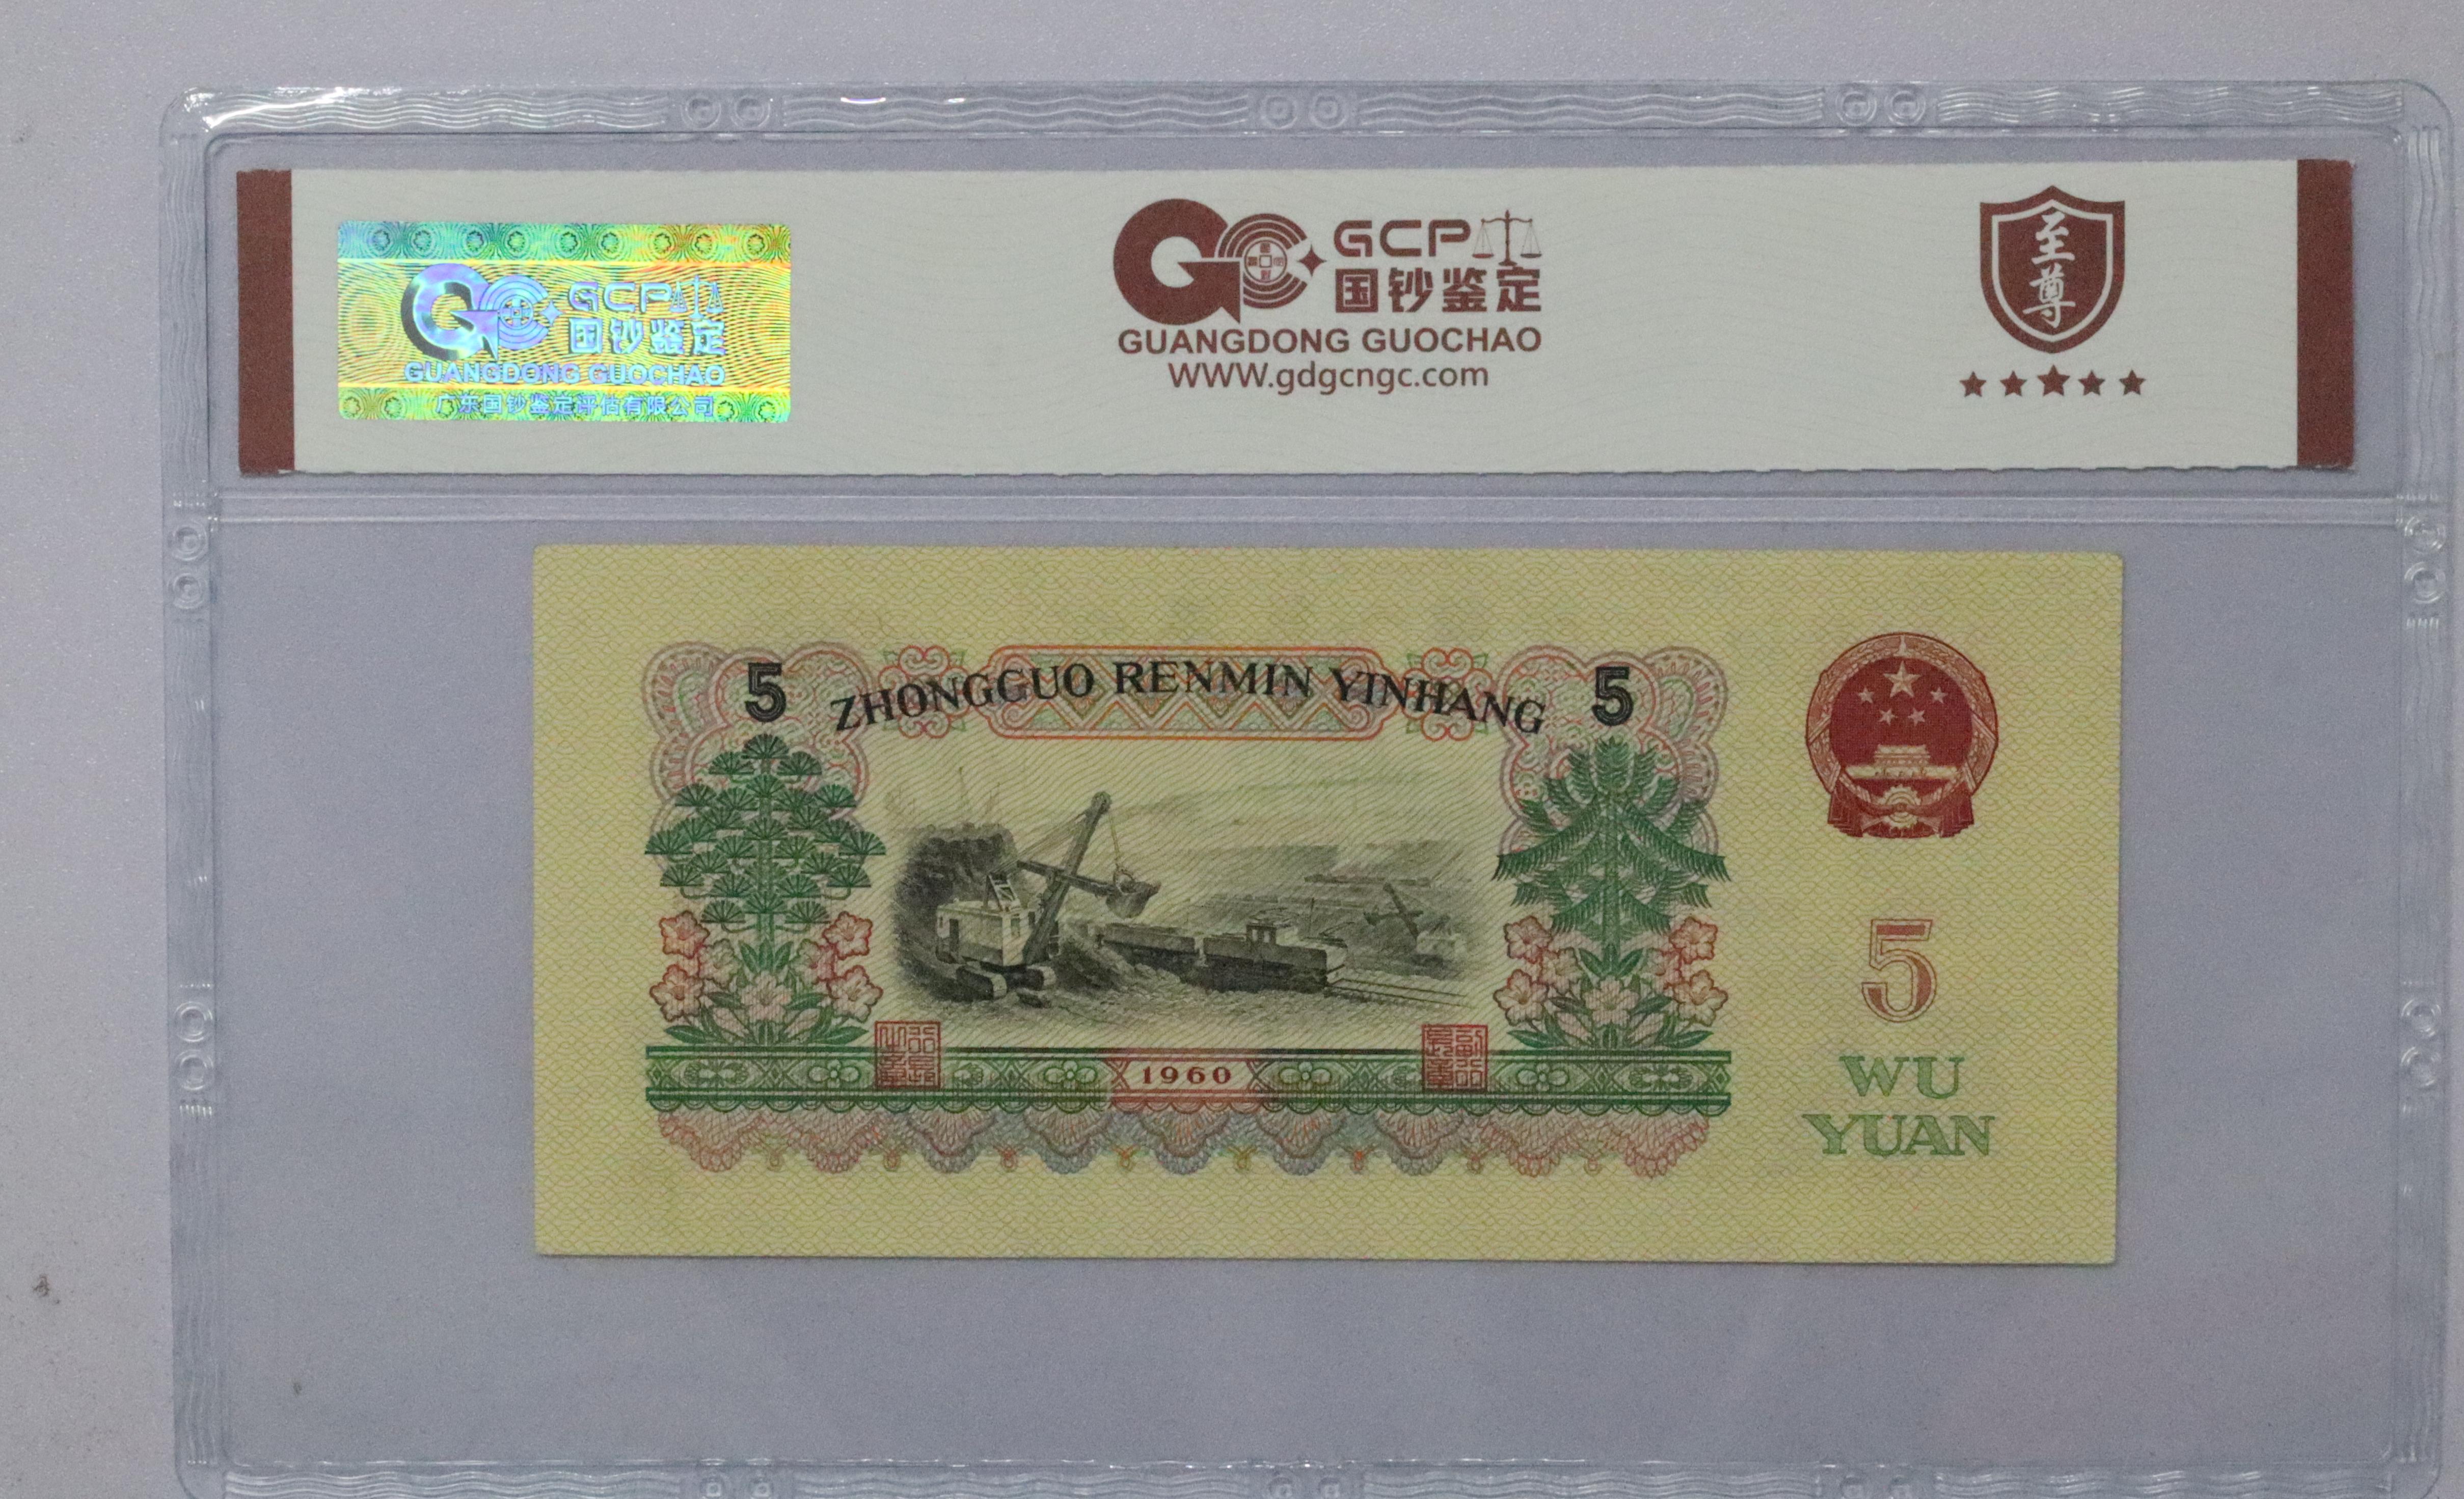 GCP
国钞鉴定
GUANGDONG GUOCHAO
广东国钞鉴定评估有限公司
GCP
国钞鉴定
GUANGDONG GUOCHAO
www.gdgcngc.com
至尊
5 ZHONGGUO RENMIN YINHANG 5
1960
5
WU
YUAN